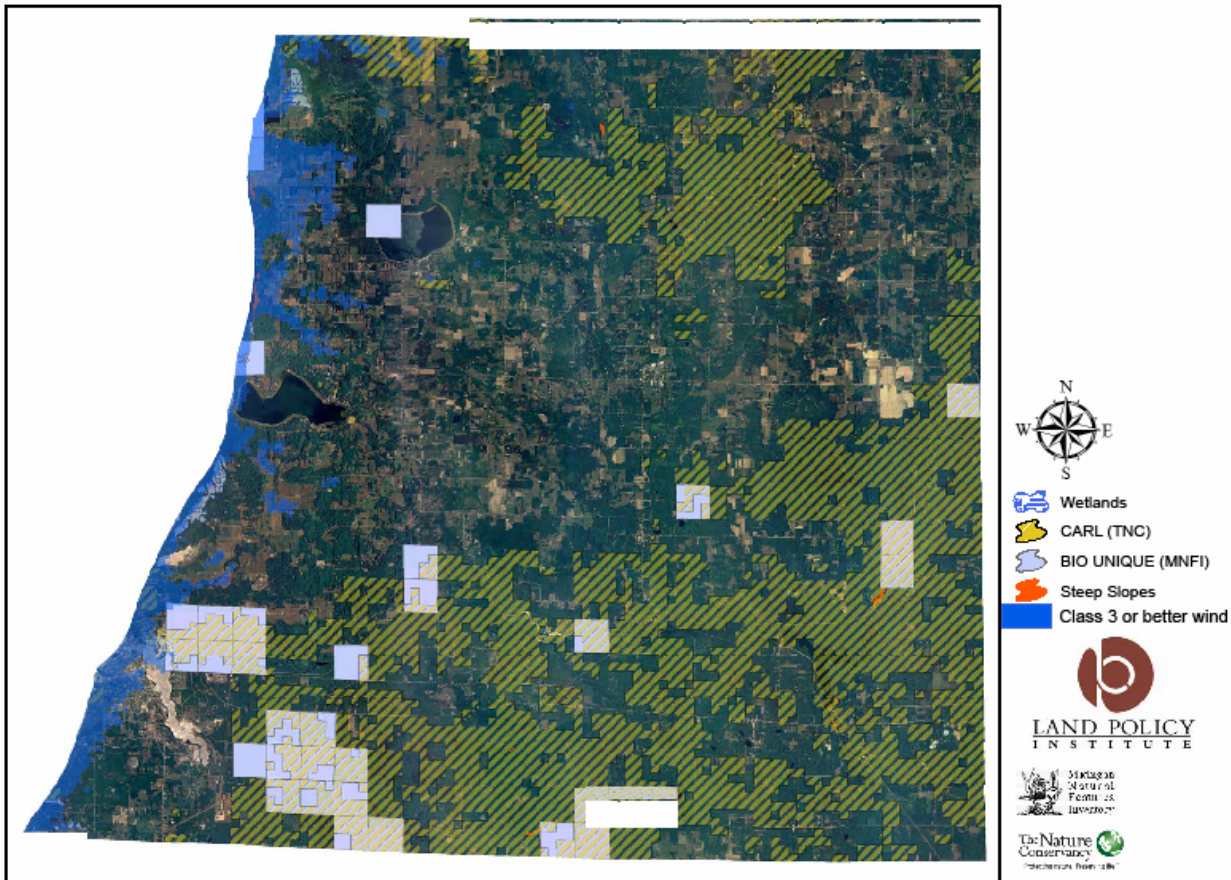 N
W E
S
Wetlands
CARL (TNC)
BIO UNIQUE (MNFI)
Steep Slopes
Class 3 or better wind
LAND POLICY
INSTITUTE
Michigan
Natural
Features
Inventory
The Nature
Conservancy